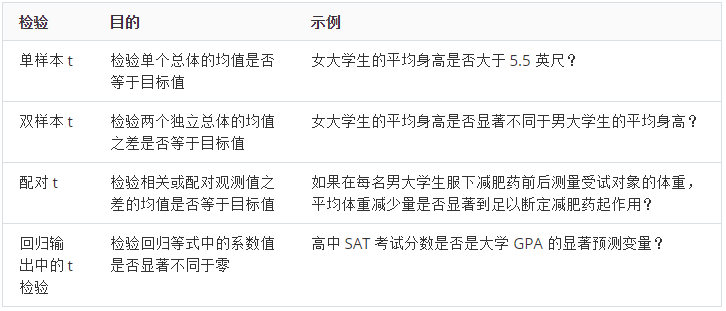 检验 目的 示例
单样本 t 检验单个总体的均值是否 女大学生的平均身高是否大于 5.5 英尺？
等于目标值
双样本 t 检验两个独立总体的均值 女大学生的平均身高是否显著不同于男大学生的平均身高？
之差是否等于目标值
配对 t 检验相关或配对观测值之 如果在每名男大学生服下减肥药前后测量受试对象的体重，
差的均值是否等于目标值 平均体重减少量是否显著到足以断定减肥药起作用？
回归输 检验回归等式中的系数值 高中 SAT 考试分数是否是大学 GPA 的显著预测变量？
出中的 t 是否显著不同于零
检验